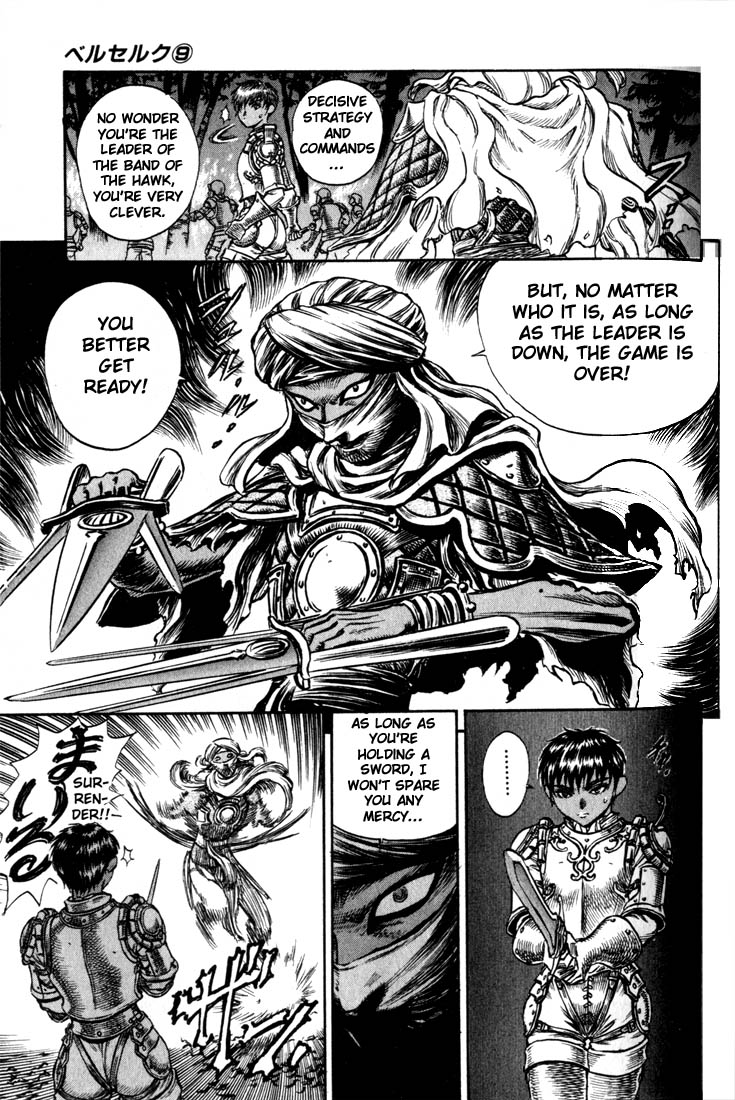 ベルセルク⑨
DECISIVE
STRATEGY
AND
COMMANDS
...
NO WONDER
YOU'RE THE
LEADER OF
THE BAND OF
THE HAWK,
YOU'RE VERY
CLEVER.
BUT, NO MATTER
WHO IT IS, AS LONG
AS THE LEADER IS
DOWN, THE GAME IS
OVER!
YOU
BETTER
GET
READY!
.........
AS LONG AS
YOU'RE
HOLDING A
SWORD, I
WON'T SPARE
YOU ANY
MERCY...
まいる
SUR-
REN-
DER!!